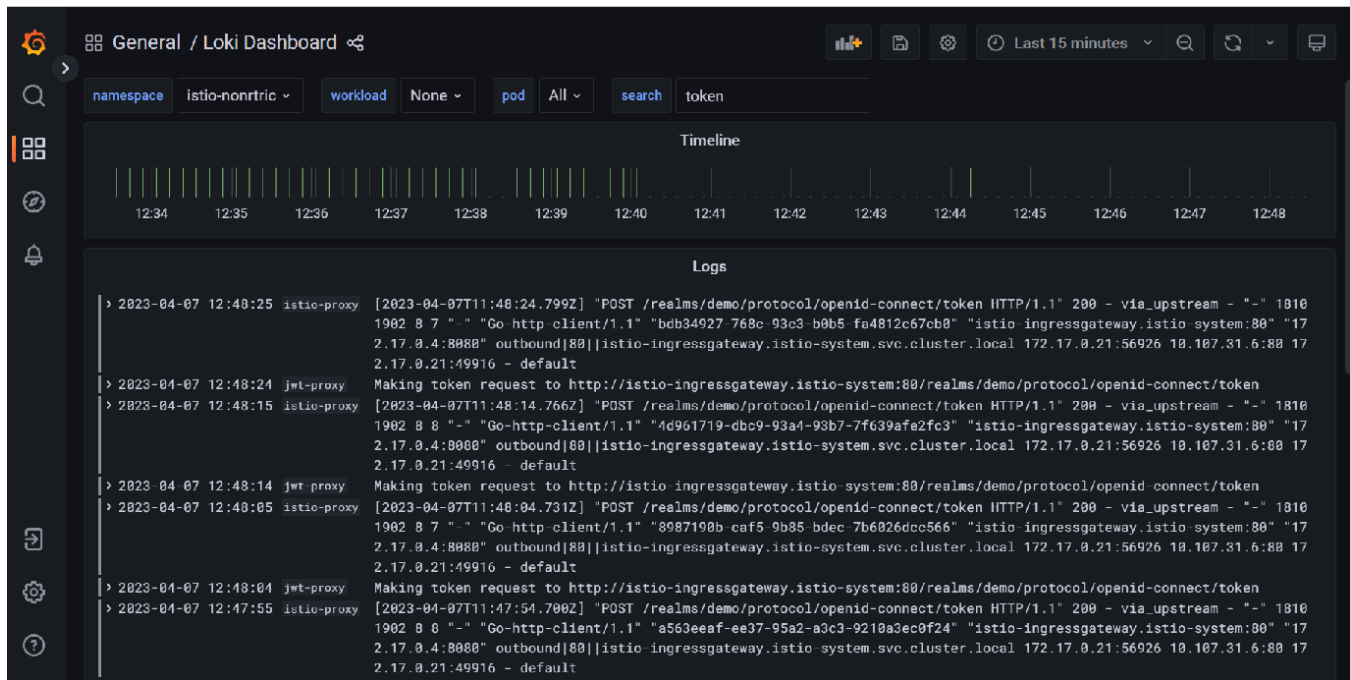 General / Loki Dashboard
Last 15 minutes
namespace istio-nonrtric workload None pod All search token
Timeline
12:34 12:35 12:36 12:37 12:38 12:39 12:40 12:41 12:42 12:43 12:44 12:45 12:46 12:47 12:48
Logs
2023-04-07 12:48:25 istio-proxy [2023-04-07T11:48:24.799Z] "POST /realms/demo/protocol/openid-connect/token HTTP/1.1" 200 - via_upstream - "-" 1810
1902 8 7 "-" "Go-http-client/1.1" "bdb34927-768c-93c3-b0b5-fa4812c67cb0" "istio-ingressgateway.istio-system:80" "17
2.17.0.4:8080" outbound|80||istio-ingressgateway.istio-system.svc.cluster.local 172.17.0.21:56926 10.107.31.6:80 17
2.17.0.21:49916 - default
2023-04-07 12:48:24 jwt-proxy Making token request to http://istio-ingressgateway.istio-system:80/realms/demo/protocol/openid-connect/token
2023-04-07 12:48:15 istio-proxy [2023-04-07T11:48:14.766Z] "POST /realms/demo/protocol/openid-connect/token HTTP/1.1" 200 - via_upstream - "-" 1810
1902 8 8 "-" "Go-http-client/1.1" "4d961719-dbc9-93a4-93b7-7f639afe2fc3" "istio-ingressgateway.istio-system:80" "17
2.17.0.4:8080" outbound|80||istio-ingressgateway.istio-system.svc.cluster.local 172.17.0.21:56926 10.107.31.6:80 17
2.17.0.21:49916 - default
2023-04-07 12:48:14 jwt-proxy Making token request to http://istio-ingressgateway.istio-system:80/realms/demo/protocol/openid-connect/token
2023-04-07 12:48:05 istio-proxy [2023-04-07T11:48:04.731Z] "POST /realms/demo/protocol/openid-connect/token HTTP/1.1" 200 - via_upstream - "-" 1810
1902 8 7 "-" "Go-http-client/1.1" "8987190b-caf5-9b85-bdec-7b6026dcc566" "istio-ingressgateway.istio-system:80" "17
2.17.0.4:8080" outbound|80||istio-ingressgateway.istio-system.svc.cluster.local 172.17.0.21:56926 10.107.31.6:80 17
2.17.0.21:49916 - default
2023-04-07 12:48:04 jwt-proxy Making token request to http://istio-ingressgateway.istio-system:80/realms/demo/protocol/openid-connect/token
2023-04-07 12:47:55 istio-proxy [2023-04-07T11:47:54.700Z] "POST /realms/demo/protocol/openid-connect/token HTTP/1.1" 200 - via_upstream - "-" 1810
1902 8 8 "-" "Go-http-client/1.1" "a563eeaf-ee37-95a2-a3c3-9210a3ec0f24" "istio-ingressgateway.istio-system:80" "17
2.17.0.4:8080" outbound|80||istio-ingressgateway.istio-system.svc.cluster.local 172.17.0.21:56926 10.107.31.6:80 17
2.17.0.21:49916 - default